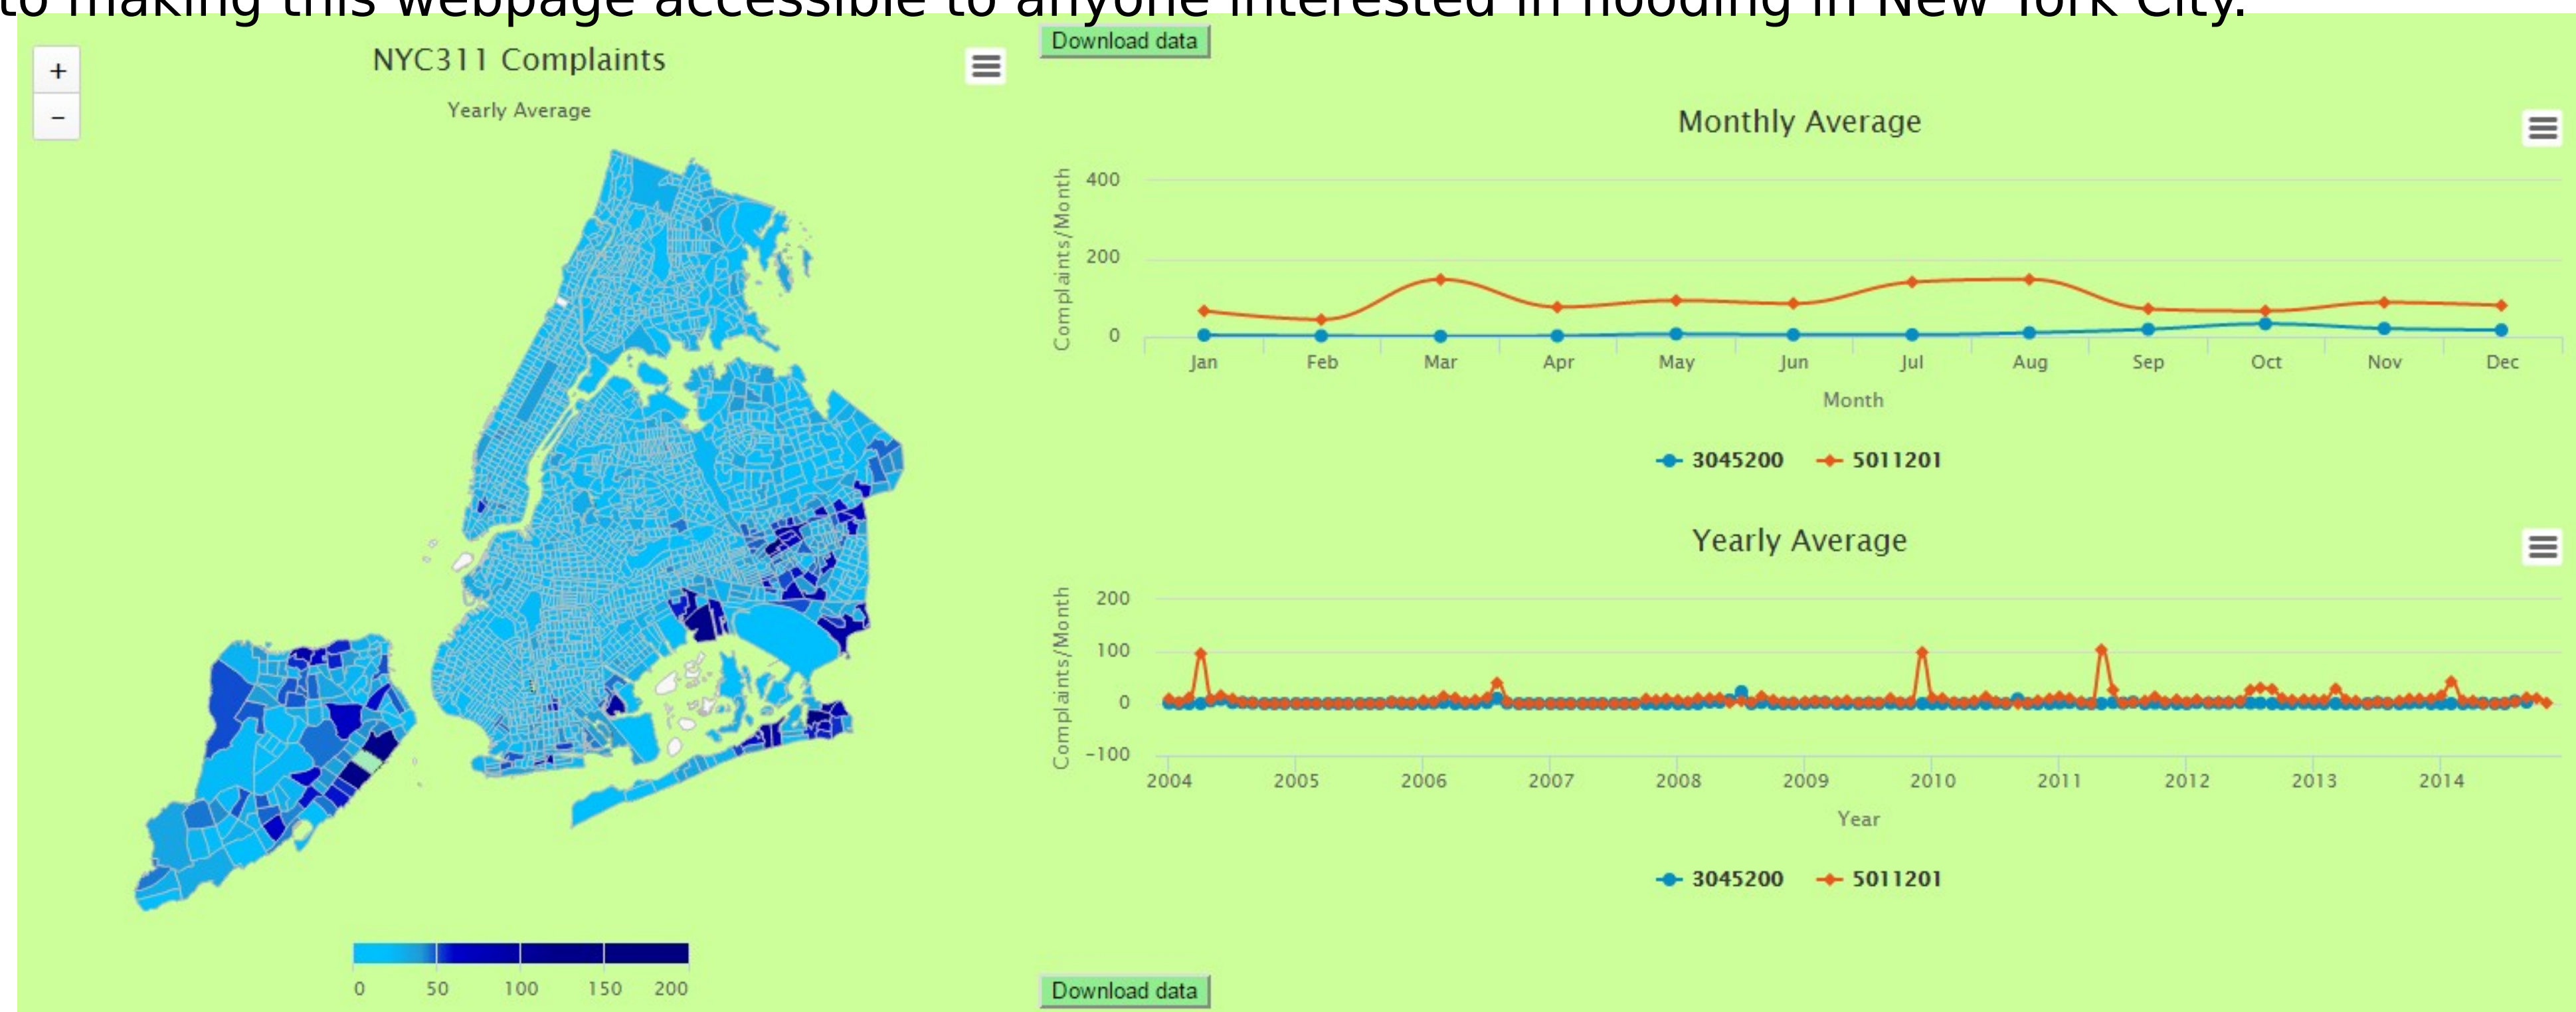 to making this webpage accessible to anyone interested in flooding in New York City.
+
−
NYC311 Complaints
Yearly Average
0 50 100 150 200
Download data
Monthly Average
Complaints/Month
400
200
0
Jan Feb Mar Apr May Jun Jul Aug Sep Oct Nov Dec
Month
3045200 5011201
Yearly Average
Complaints/Month
200
100
0
-100
2004 2005 2006 2007 2008 2009 2010 2011 2012 2013 2014
Year
3045200 5011201
Download data